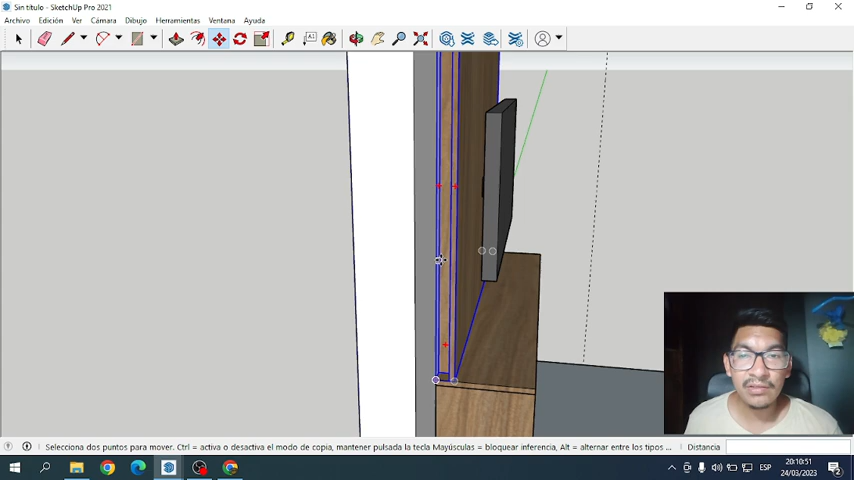 Sin título - SketchUp Pro 2021
Archivo Edición Ver Cámara Dibujo Herramientas Ventana Ayuda
Selecciona dos puntos para mover. Ctrl = activa o desactiva el modo de copia, mantener pulsada la tecla Mayúsculas = bloquear inferencia, Alt = alternar entre los tipos ... Distancia
ESP
20:10:51
24/03/2023
2